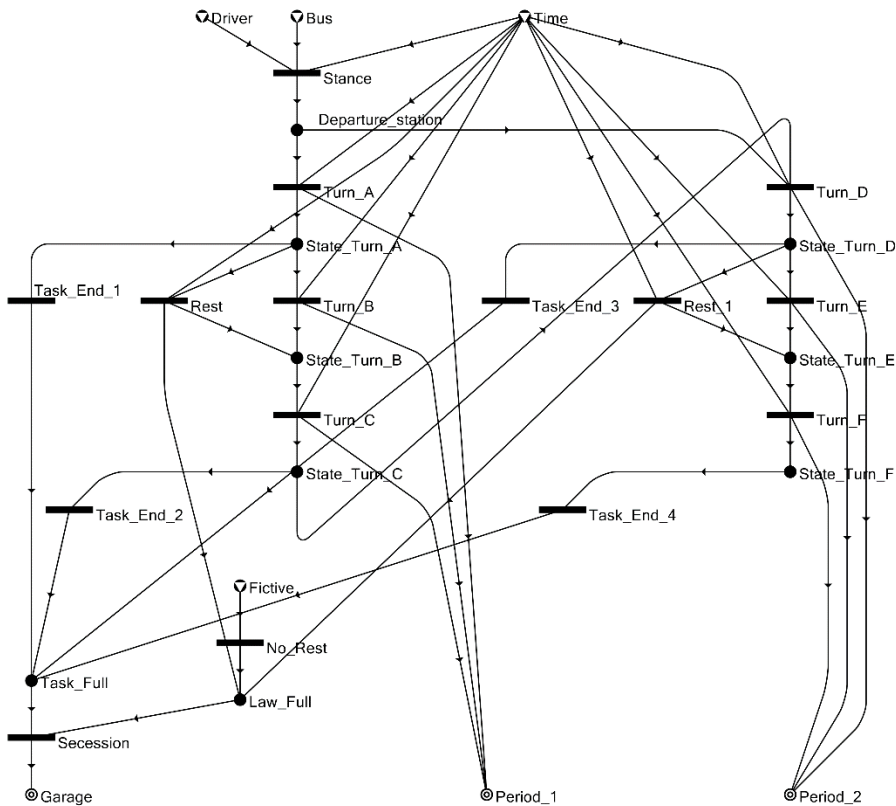 Driver
Bus
Time
Stance
Departure_station
Turn_A
Turn_D
State_Turn_A
State_Turn_D
Task_End_1
Rest
Turn_B
Task_End_3
Rest_1
Turn_E
State_Turn_B
State_Turn_E
Turn_C
Turn_F
State_Turn_C
State_Turn_F
Task_End_2
Task_End_4
Fictive
No_Rest
Task_Full
Law_Full
Secession
Garage
Period_1
Period_2